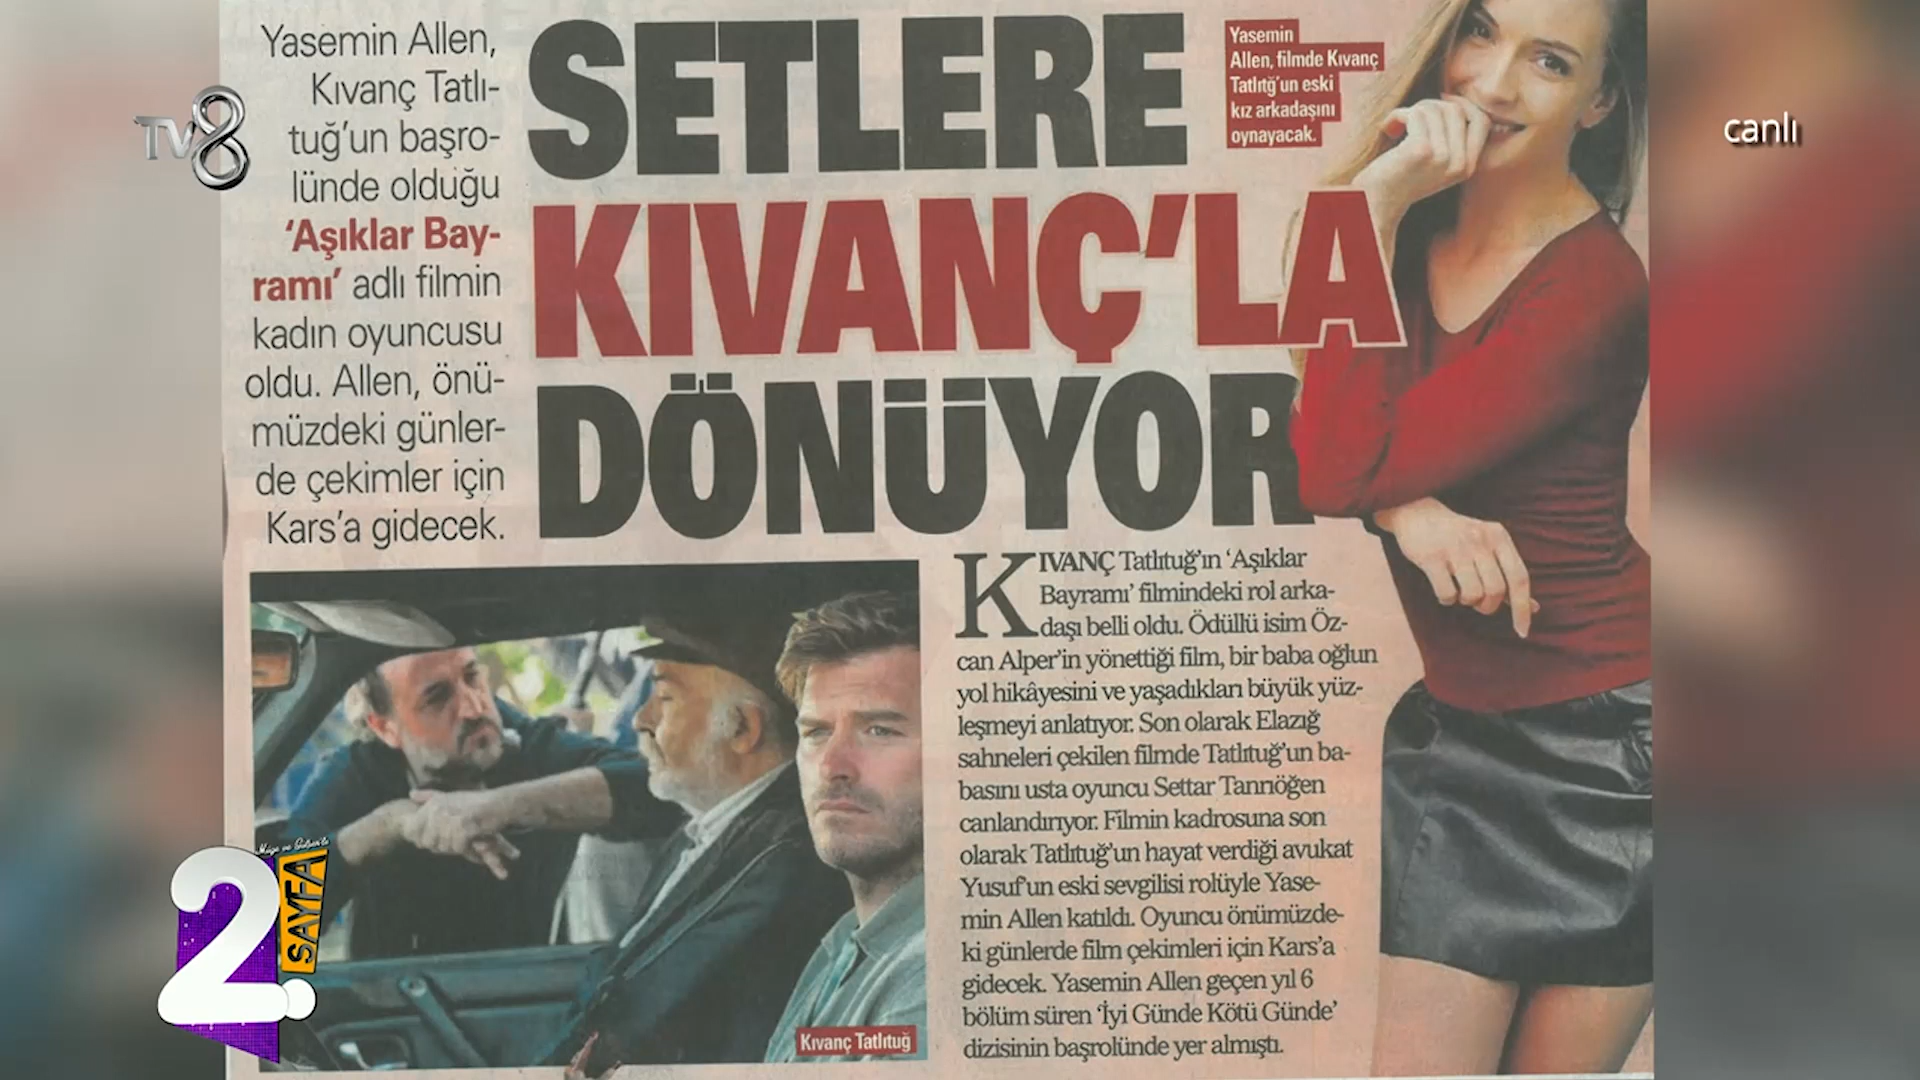 TV8
canlı
Yasemin Allen,
Kıvanç Tatlı-
tuğ'un başro-
lünde olduğu
'Aşıklar Bay-
ramı' adlı filmin
kadın oyuncusu
oldu. Allen, önü-
müzdeki günler-
de çekimler için
Kars'a gidecek.
SETLERE
KIVANÇ'LA
DÖNÜYOR
Yasemin
Allen, filmde Kıvanç
Tatlıtğ'un eski
kız arkadaşını
oynayacak.
KIVANÇ Tatlıtuğ'ın 'Aşıklar
Bayramı' filmindeki rol arka-
daşı belli oldu. Ödüllü isim Öz-
can Alper'in yönettiği film, bir baba oğlun
yol hikâyesini ve yaşadıkları büyük yüz-
leşmeyi anlatıyor. Son olarak Elazığ
sahneleri çekilen filmde Tatlıtuğ'un ba-
basını usta oyuncu Settar Tanrıöğen
canlandırıyor. Filmin kadrosuna son
olarak Tatlıtuğ'un hayat verdiği avukat
Yusuf'un eski sevgilisi rolüyle Yase-
min Allen katıldı. Oyuncu önümüzde-
ki günlerde film çekimleri için Kars'a
gidecek. Yasemin Allen geçen yıl 6
bölüm süren 'İyi Günde Kötü Günde'
dizisinin başrolünde yer almıştı.
Kıvanç Tatlıtuğ
Müge ve Gülşen'le
2. SAYFA